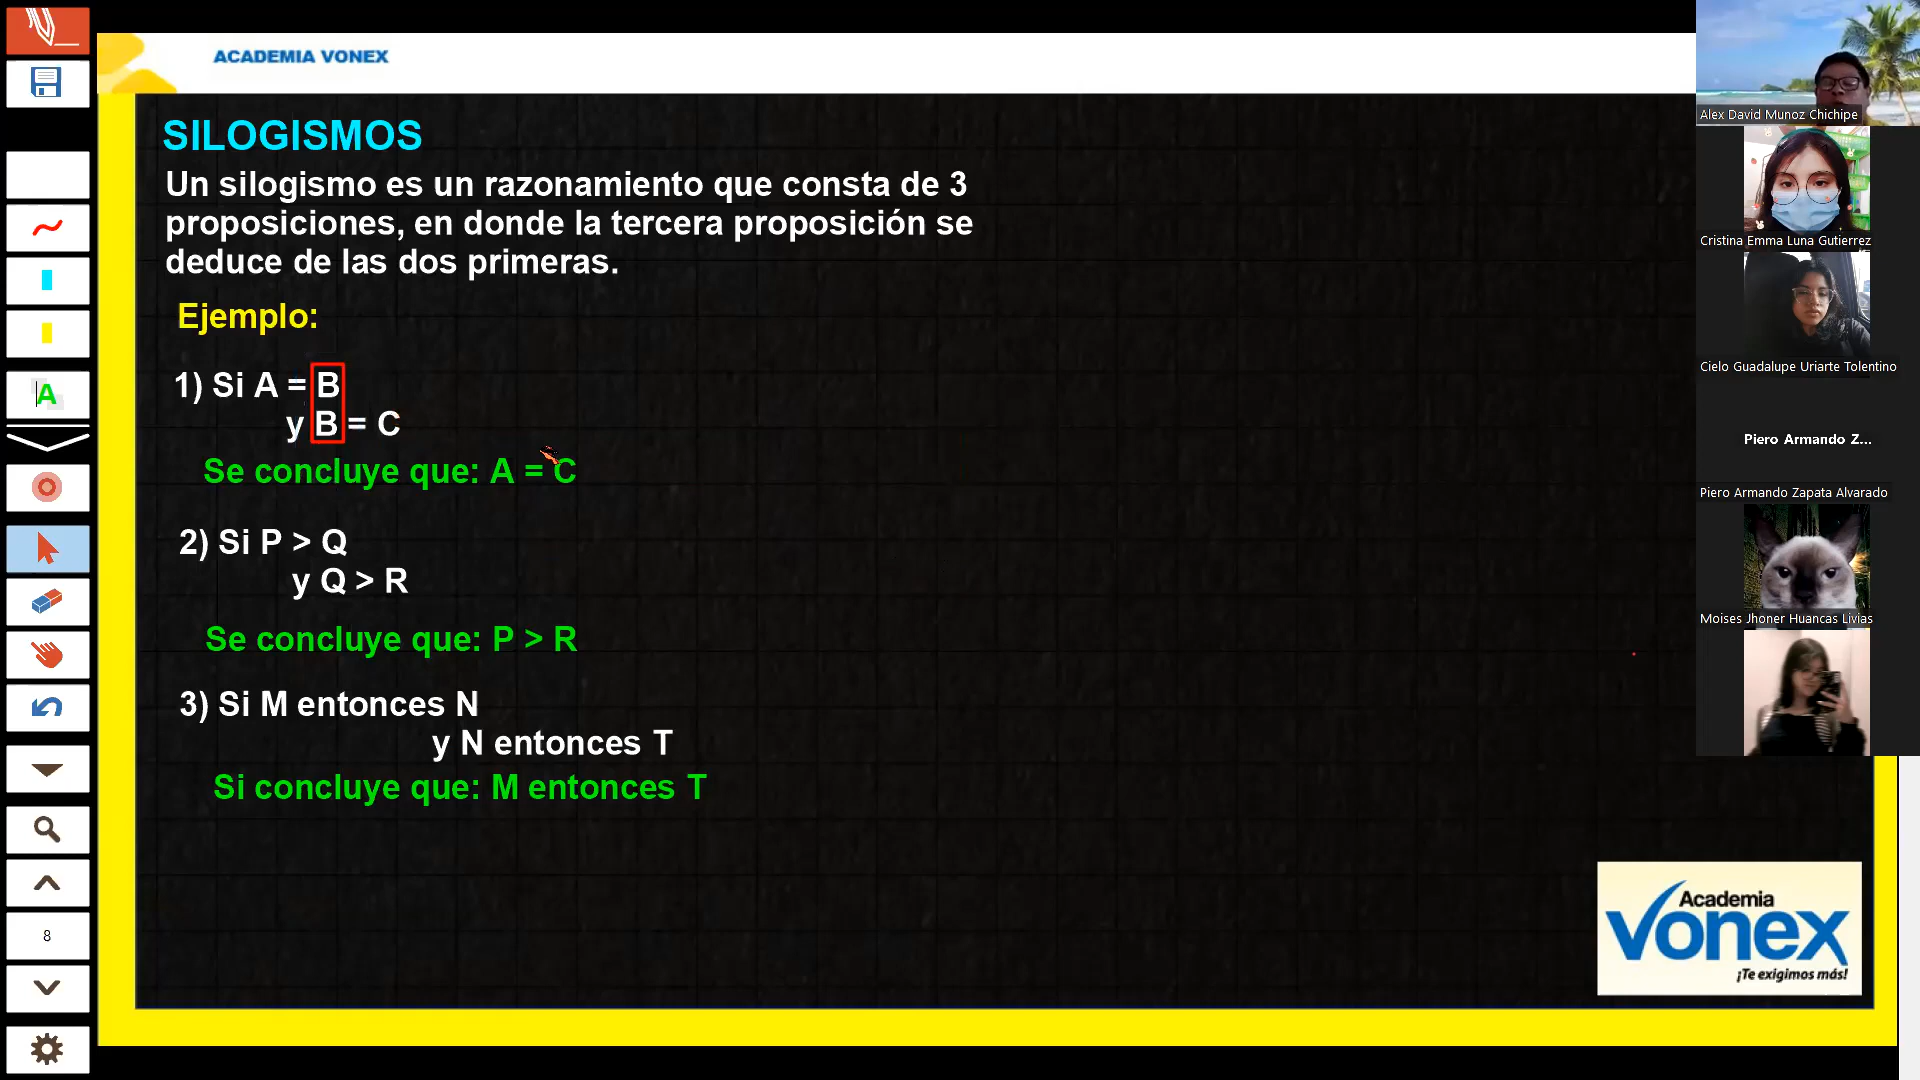 ACADEMIA VONEX
SILOGISMOS
Un silogismo es un razonamiento que consta de 3
proposiciones, en donde la tercera proposición se
deduce de las dos primeras.
Ejemplo:
1) Si A = B
y B = C
Se concluye que: A = C
2) Si P > Q
y Q > R
Se concluye que: P > R
3) Si M entonces N
y N entonces T
Si concluye que: M entonces T
A
8
Alex David Munoz Chichipe
Cristina Emma Luna Gutierrez
Cielo Guadalupe Uriarte Tolentino
Piero Armando Z...
Piero Armando Zapata Alvarado
Moises Jhoner Huancas Livias
Academia
Vonex
¡Te exigimos más!